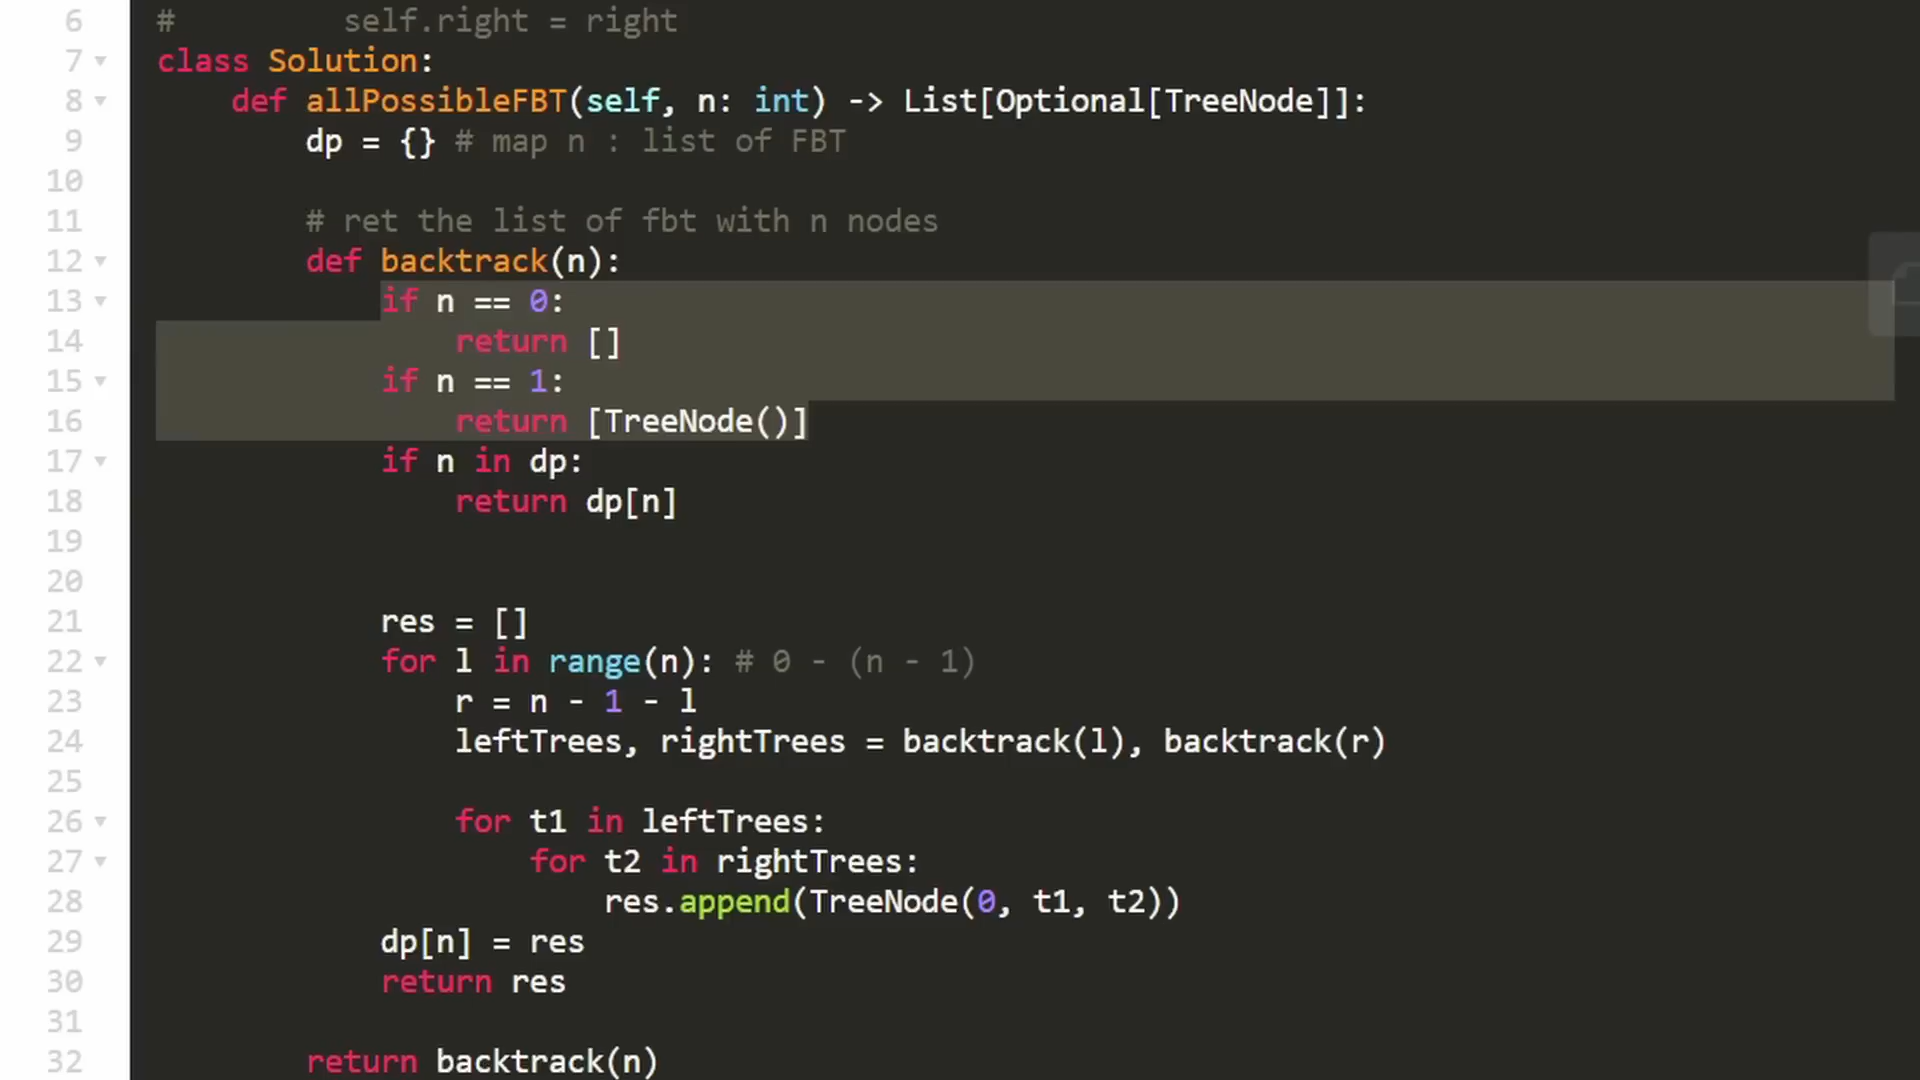 6 #         self.right = right
7 class Solution:
8     def allPossibleFBT(self, n: int) -> List[Optional[TreeNode]]:
9         dp = {} # map n : list of FBT
10
11         # ret the list of fbt with n nodes
12         def backtrack(n):
13             if n == 0:
14                 return []
15             if n == 1:
16                 return [TreeNode()]
17             if n in dp:
18                 return dp[n]
19
20
21             res = []
22             for l in range(n): # 0 - (n - 1)
23                 r = n - 1 - l
24                 leftTrees, rightTrees = backtrack(l), backtrack(r)
25
26                 for t1 in leftTrees:
27                     for t2 in rightTrees:
28                         res.append(TreeNode(0, t1, t2))
29             dp[n] = res
30             return res
31
32         return backtrack(n)